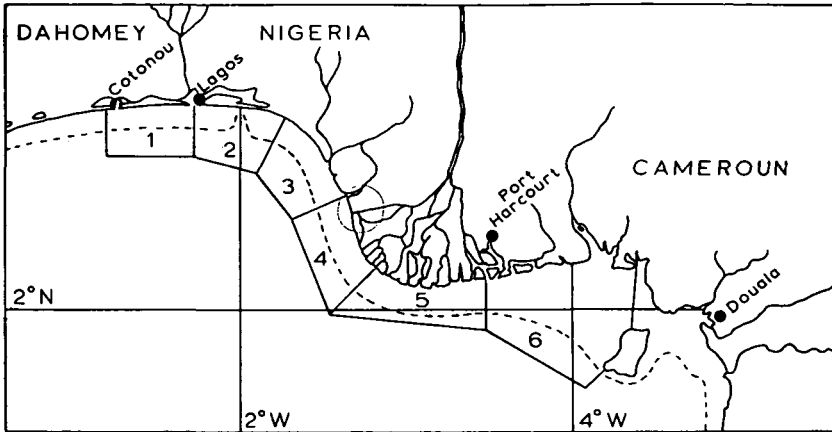 DAHOMEY
NIGERIA
Cotonou
Lagos
1
2
3
CAMEROUN
Port
Harcourt
4
2°N
5
Douala
6
2°W
4°W